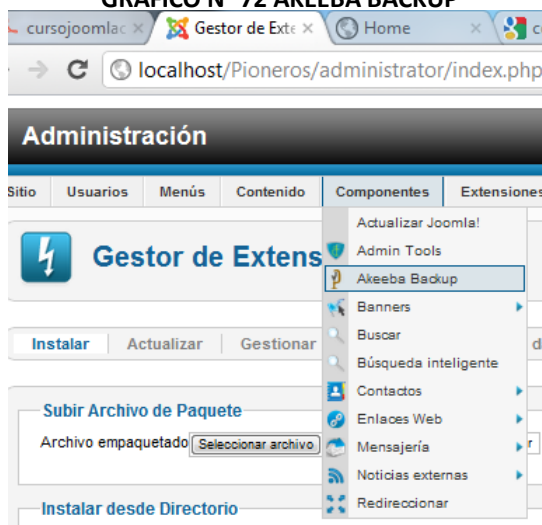 GRÁFICO N° 72 AKEEBA BACKUP
cursojoomlac Gestor de Exte Home
localhost/Pioneros/administrator/index.php
Administración
Sitio Usuarios Menús Contenido Componentes Extensiones
Actualizar Joomla!
Gestor de Extens
Admin Tools
Akeeba Backup
Banners
Instalar Actualizar Gestionar
Buscar
Búsqueda inteligente
Contactos
Subir Archivo de Paquete
Enlaces Web
Archivo empaquetado Seleccionar archivo
Mensajería
Noticias externas
Instalar desde Directorio
Redireccionar